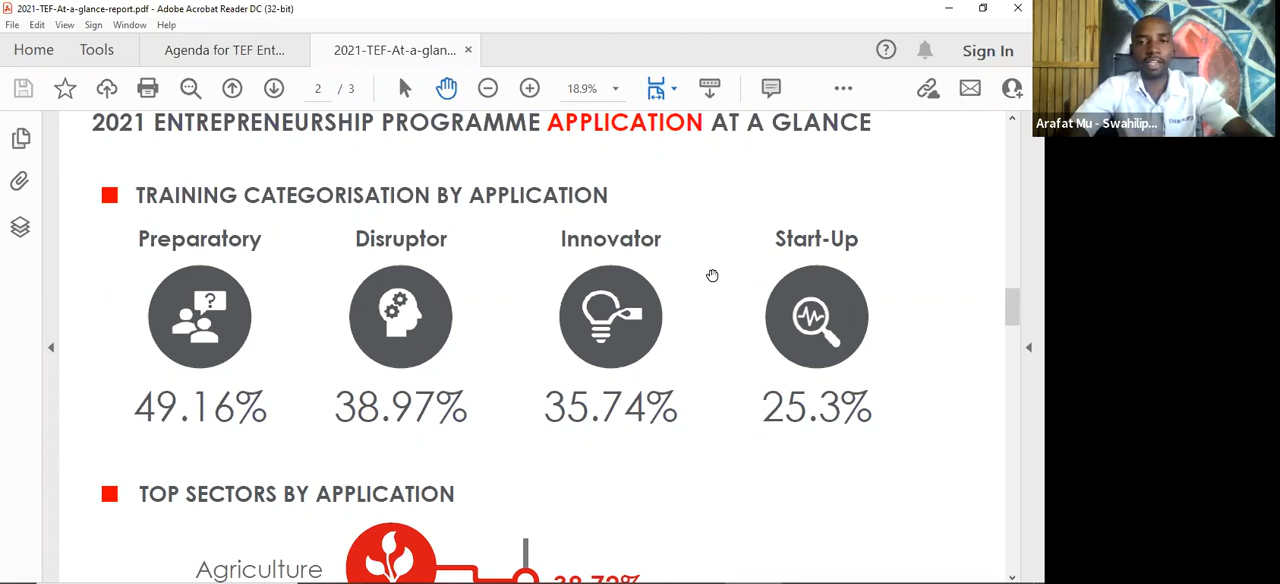 2021-TEF-At-a-glance-report.pdf - Adobe Acrobat Reader DC (32-bit)
File Edit View Sign Window Help
Home Tools Agenda for TEF Ent... 2021-TEF-At-a-glan... × Sign In
2 / 3 18.9%
Arafat Mu - Swahilip...
2021 ENTREPRENEURSHIP PROGRAMME APPLICATION AT A GLANCE
TRAINING CATEGORISATION BY APPLICATION
Preparatory Disruptor Innovator Start-Up
49.16% 38.97% 35.74% 25.3%
TOP SECTORS BY APPLICATION
Agriculture